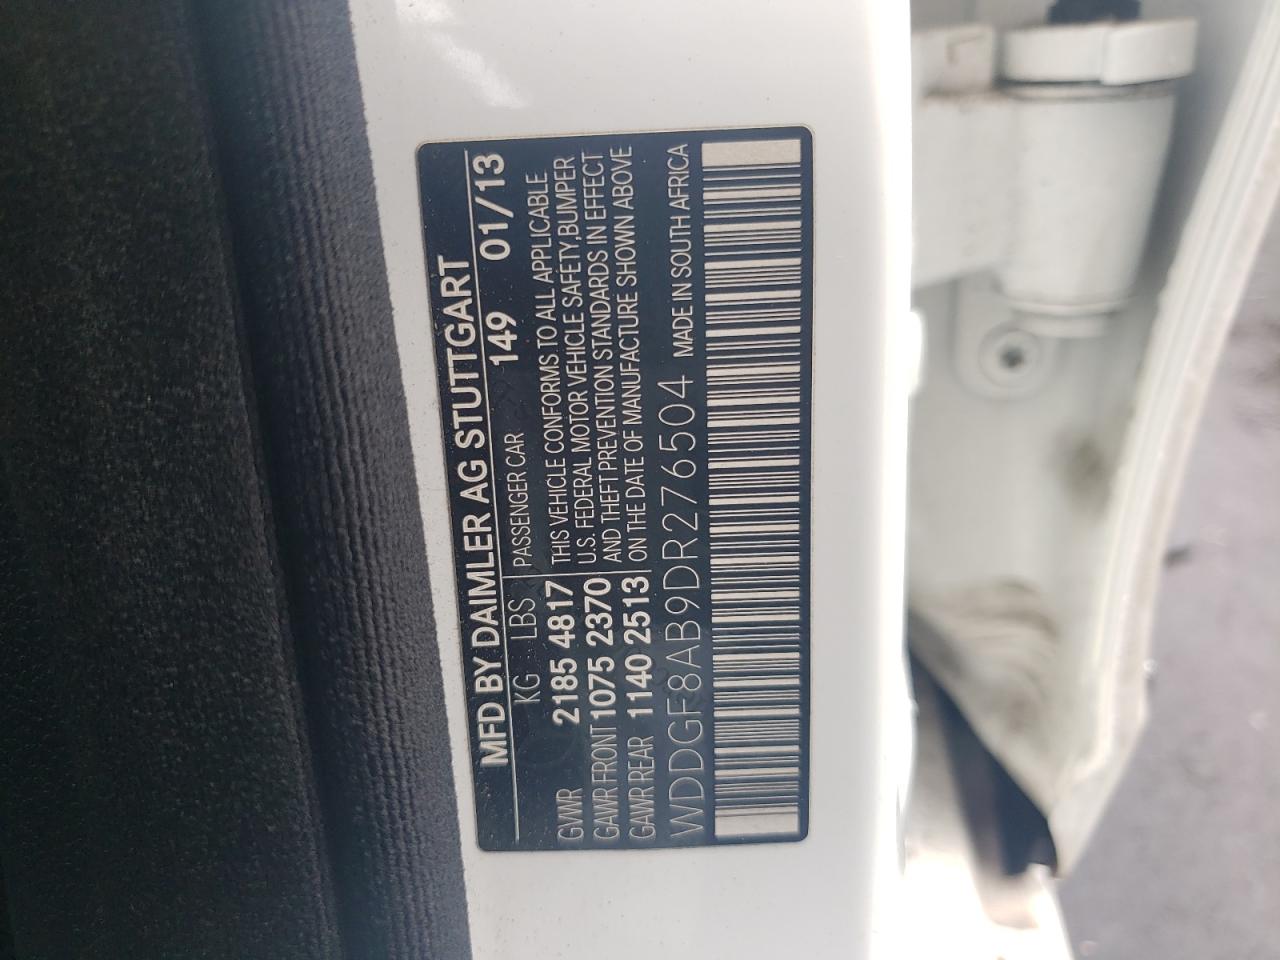 MFD BY DAIMLER AG STUTTGART
KG LBS PASSENGER CAR 149 01/13
GVWR 2185 4817 THIS VEHICLE CONFORMS TO ALL APPLICABLE
GAWR FRONT 1075 2370 U.S. FEDERAL MOTOR VEHICLE SAFETY,BUMPER
GAWR REAR 1140 2513 AND THEFT PREVENTION STANDARDS IN EFFECT
ON THE DATE OF MANUFACTURE SHOWN ABOVE
WDDGF8AB9DR276504 MADE IN SOUTH AFRICA